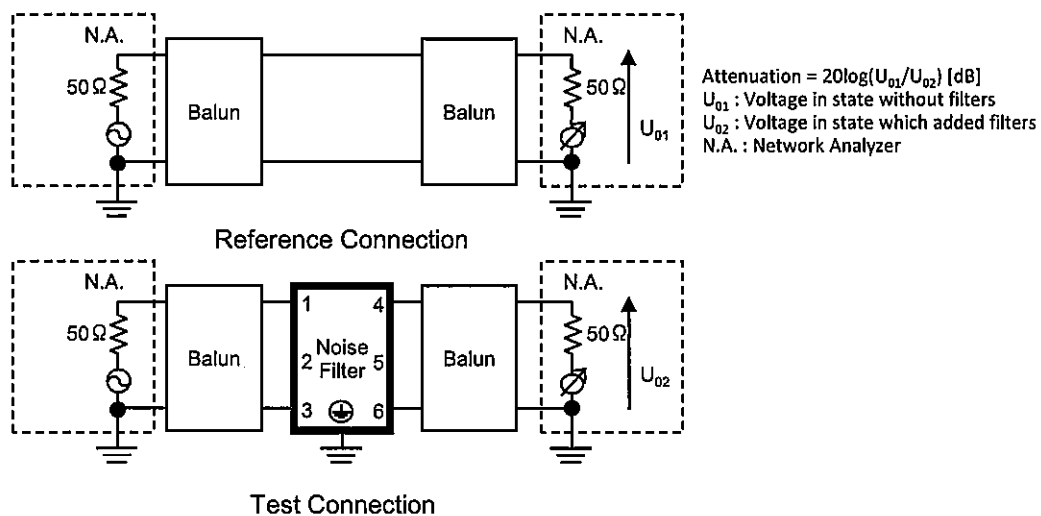 N.A.
50Ω
Balun
Balun
N.A.
50Ω
U01
Attenuation = 20log(U01/U02) [dB]
U01 : Voltage in state without filters
U02 : Voltage in state which added filters
N.A. : Network Analyzer
Reference Connection
N.A.
50Ω
Balun
1 4
2 Noise Filter 5
3 6
Balun
N.A.
50Ω
U02
Test Connection